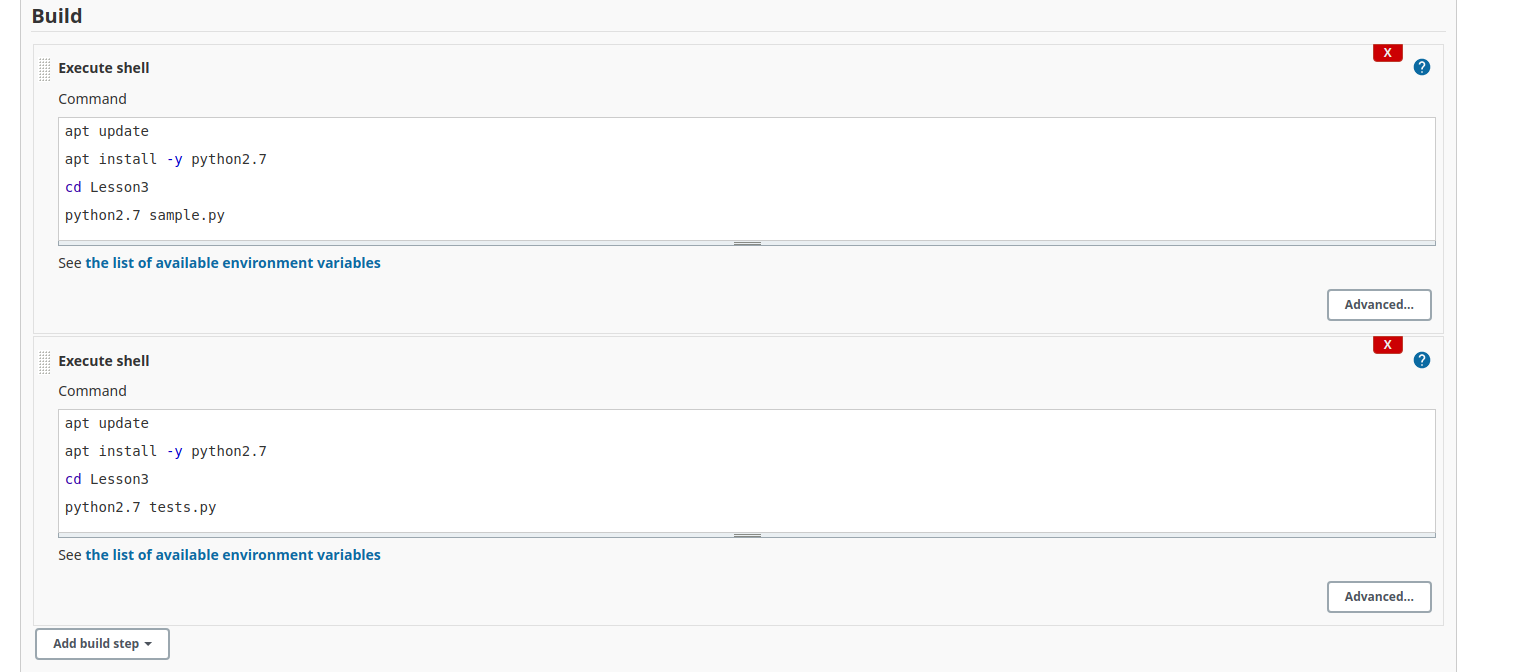 Build
X
Execute shell
?
Command
apt update
apt install -y python2.7
cd Lesson3
python2.7 sample.py
See the list of available environment variables
Advanced...
X
Execute shell
?
Command
apt update
apt install -y python2.7
cd Lesson3
python2.7 tests.py
See the list of available environment variables
Advanced...
Add build step